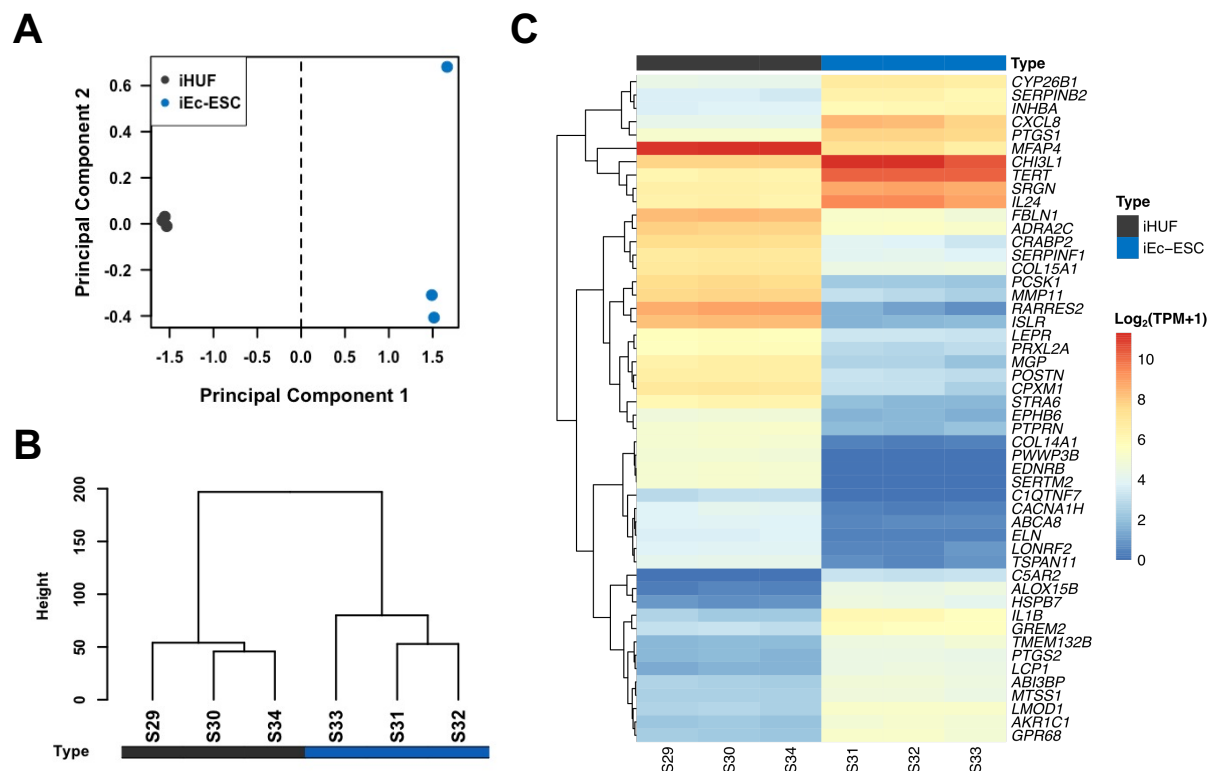 A
Principal Component 2
0.6
0.4
0.2
0.0
-0.2
-0.4
iHUF
iEc-ESC
-1.5
-1.0
-0.5
0.0
0.5
1.0
1.5
Principal Component 1
B
Height
200
150
100
50
0
S29
S30
S34
S33
S31
S32
Type
C
Type
CYP26B1
SERPINB2
INHBA
CXCL8
PTGS1
MFAP4
CHI3L1
TERT
SRGN
IL24
FBLN1
ADRA2C
CRABP2
SERPINF1
COL15A1
PCSK1
MMP11
RARRES2
ISLR
LEPR
PRXL2A
MGP
POSTN
CPXM1
STRA6
EPHB6
PTPRN
COL14A1
PWWP3B
EDNRB
SERTM2
C1QTNF7
CACNA1H
ABCA8
ELN
LONRF2
TSPAN11
C5AR2
ALOX15B
HSPB7
IL1B
GREM2
TMEM132B
PTGS2
LCP1
ABI3BP
MTSS1
LMOD1
AKR1C1
GPR68
S29
S30
S34
S31
S32
S33
Type
iHUF
iEc−ESC
Log₂(TPM+1)
10
8
6
4
2
0